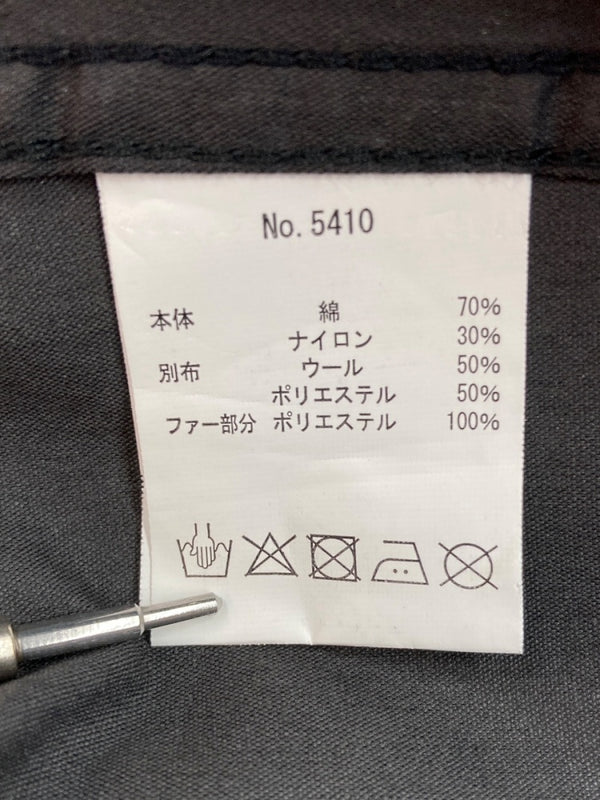 No. 5410
本体 綿 70%
ナイロン 30%
別布 ウール 50%
ポリエステル 50%
ファー部分 ポリエステル 100%